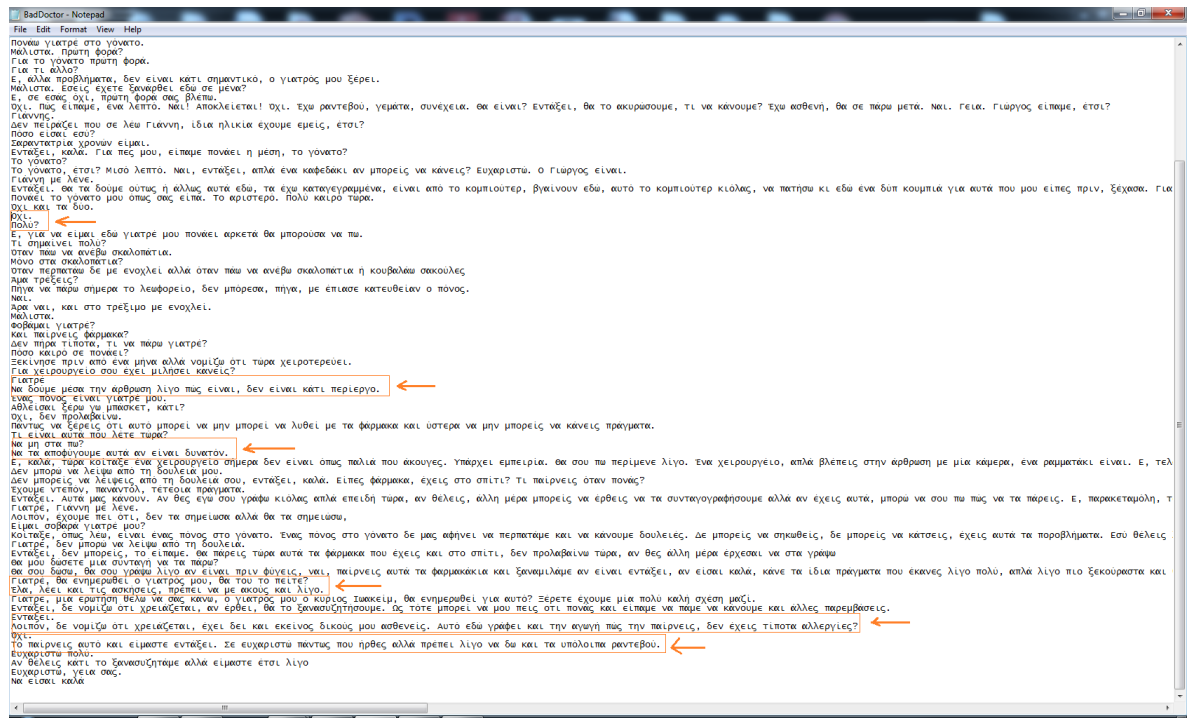 BadDoctor - Notepad
File Edit Format View Help
Πονάω γιατρέ στο γόνατο.
Μάλιστα. Πρώτη φορά?
Για το γόνατο πρώτη φορά.
Για τι άλλο?
Ε, άλλα προβλήματα, δεν είναι κάτι σημαντικό, ο γιατρός μου ξέρει.
Μάλιστα. Εσείς έχετε ξαναρθεί εδώ σε μένα?
Ε, σε εσάς όχι, πρώτη φορά σας βλέπω.
Όχι. Πως είπαμε, ένα λεπτό. Ναι! Αποκλείεται! Όχι. Έχω ραντεβού, γεμάτα, συνέχεια. Θα είναι? Εντάξει, θα το ακυρώσουμε, τι να κάνουμε? Έχω ασθενή, θα σε πάρω μετά. Ναι. Γεια. Γιώργος είπαμε, έτσι?
Γιάννης.
Δεν πειράζει που σε λέω Γιάννη, ίδια ηλικία έχουμε εμείς, έτσι?
Πόσο είσαι εσύ?
Σαραντατρία χρονών είμαι.
Εντάξει, καλά. Για πες μου, είπαμε πονάει η μέση, το γόνατο?
Το γόνατο?
Το γόνατο, έτσι? Μισό λεπτό. Ναι, εντάξει, απλά ένα καφεδάκι αν μπορείς να κάνεις? Ευχαριστώ. Ο Γιώργος είναι.
Γιάννη με λένε.
Εντάξει. Θα τα δούμε ούτως ή άλλως αυτά εδώ, τα έχω καταγεγραμμένα, είναι από το κομπιούτερ, βγαίνουν εδώ, αυτό το κομπιούτερ κιόλας, να πατήσω κι εδώ ένα δύπ κουμπιά για αυτά που μου είπες πριν, ξέχασα. Για
Πονάει το γόνατό μου όπως σας είπα. Το αριστερό. Πολύ καιρό τώρα.
Όχι και τα δύο.
Όχι.
Πολύ?
Ε, για να είμαι εδώ γιατρέ μου πονάει αρκετά θα μπορούσα να πω.
Τι σημαίνει πολύ?
Όταν πάω να ανέβω σκαλοπάτια.
Μόνο στα σκαλοπάτια?
Όταν περπατάω δε με ενοχλεί αλλά όταν πάω να ανέβω σκαλοπάτια ή κουβαλάω σακούλες
Άμα τρέξεις?
Πήγα να πάρω σήμερα το λεωφορείο, δεν μπόρεσα, πήγα, με έπιασε κατευθείαν ο πόνος.
Ναι.
Άρα ναι, και στο τρέξιμο με ενοχλεί.
Μάλιστα.
Φοβάμαι γιατρέ?
Και παίρνεις φάρμακα?
Δεν πήρα τίποτα, τι να πάρω γιατρέ?
Πόσο καιρό σε πονάει?
Ξεκίνησε πριν από ένα μήνα αλλά νομίζω ότι τώρα χειροτερεύει.
Για χειρουργείο σου έχει μιλήσει κανείς?
Γιατρέ
Να δούμε μέσα την άρθρωση λίγο πως είναι, δεν είναι κάτι περίεργο.
Ένας πόνος είναι γιατρέ μου.
Αθλείσαι ξέρω γω μπάσκετ, κάτι?
Όχι, δεν προλαβαίνω.
Πάντως να ξέρεις ότι αυτό μπορεί να μην μπορεί να λυθεί με τα φάρμακα και ύστερα να μην μπορείς να κάνεις πράγματα.
Τι είναι αυτά που λέτε τώρα?
Να μη στα πω?
Να τα αποφύγουμε αυτά αν είναι δυνατόν.
Ε, καλά, τώρα κοίταξε ένα χειρουργείο σήμερα δεν είναι όπως παλιά που άκουγες. Υπάρχει εμπειρία. Θα σου πω περίμενε λίγο. Ένα χειρουργείο, απλά βλέπεις στην άρθρωση με μία κάμερα, ένα ραμματάκι είναι. Ε, τελ
Δεν μπορώ να λείψω από τη δουλειά μου.
Δεν μπορείς να λείψεις από τη δουλειά σου, εντάξει, καλά. Είπες φάρμακα, έχεις στο σπίτι? Τι παίρνεις όταν πονάς?
Έχουμε ντεπόν, παναντόλ, τέτοια πράγματα.
Εντάξει. Αυτά μας κάνουν. Αν θες εγώ σου γράφω κιόλας απλά επειδή τώρα, αν θέλεις, άλλη μέρα μπορείς να έρθεις να τα συνταγογραφήσουμε αλλά αν έχεις αυτά, μπορώ να σου πω πως να τα πάρεις. Ε, παρακεταμόλη, τ
Γιατρέ, Γιάννη με λένε.
Λοιπόν, έχουμε πει ότι, δεν τα σημείωσα αλλά θα τα σημειώσω,
Είμαι σοβαρά γιατρέ μου?
Κοίταξε, όπως λέω, είναι ένας πόνος στο γόνατο. Ένας πόνος στο γόνατο δε μας αφήνει να περπατάμε και να κάνουμε δουλειές. Δε μπορείς να σηκωθείς, δε μπορείς να κάτσεις, έχεις αυτά τα ποροβλήματα. Εσύ θέλεις
Γιατρέ, δεν μπορώ να λείψω από τη δουλειά.
Εντάξει, δεν μπορείς, το είπαμε. Θα πάρεις τώρα αυτά τα φάρμακα που έχεις και στο σπίτι, δεν προλαβαίνω τώρα, αν θες άλλη μέρα έρχεσαι να στα γράψω
Θα μου δώσετε μία συνταγή να τα πάρω?
Θα σου δώσω, θα σου γράψω λίγο αν είναι πριν φύγεις, ναι, παίρνεις αυτά τα φαρμακάκια και ξαναμιλάμε αν είναι εντάξει, αν είσαι καλά, κάνε τα ίδια πράγματα που έκανες λίγο πολύ, απλά λίγο πιο ξεκούραστα και
Γιατρέ, θα ενημερωθεί ο γιατρός μου, θα του το πείτε?
Έλα, λέει και τις ασκήσεις, πρέπει να με ακούς και λίγο.
Γιατρέ, μία ερώτηση θέλω να σας κάνω, ο γιατρός μου ο κύριος Ιωακείμ, θα ενημερωθεί για αυτό? Ξέρετε έχουμε μία πολύ καλή σχέση μαζί.
Εντάξει, δε νομίζω ότι χρειάζεται, αν έρθει, θα το ξανασυζητήσουμε. Ως τότε μπορεί να μου πεις ότι πονάς και είπαμε να πάμε να κάνουμε και άλλες παρεμβάσεις.
Εντάξει.
Λοιπόν, δε νομίζω ότι χρειάζεται, έχει δει και εκείνος δικούς μου ασθενείς. Αυτό εδώ γράφει και την αγωγή πως την παίρνεις, δεν έχεις τίποτα αλλεργίες?
Όχι.
Το παίρνεις αυτό και είμαστε εντάξει. Σε ευχαριστώ πάντως που ήρθες αλλά πρέπει λίγο να δω και τα υπόλοιπα ραντεβού.
Ευχαριστώ πολύ.
Αν θέλεις κάτι το ξανασυζητάμε αλλά είμαστε έτσι λίγο
Ευχαριστώ, γεια σας.
Να είσαι καλά